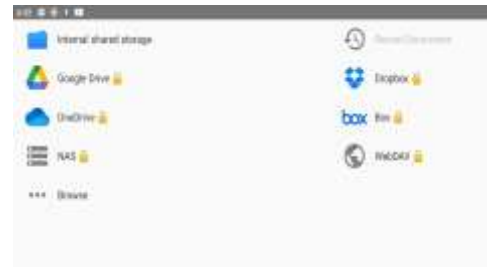 Internal shared storage
Google Drive
Dropbox
OneDrive
box Box
NAS
WebDAV
Browse